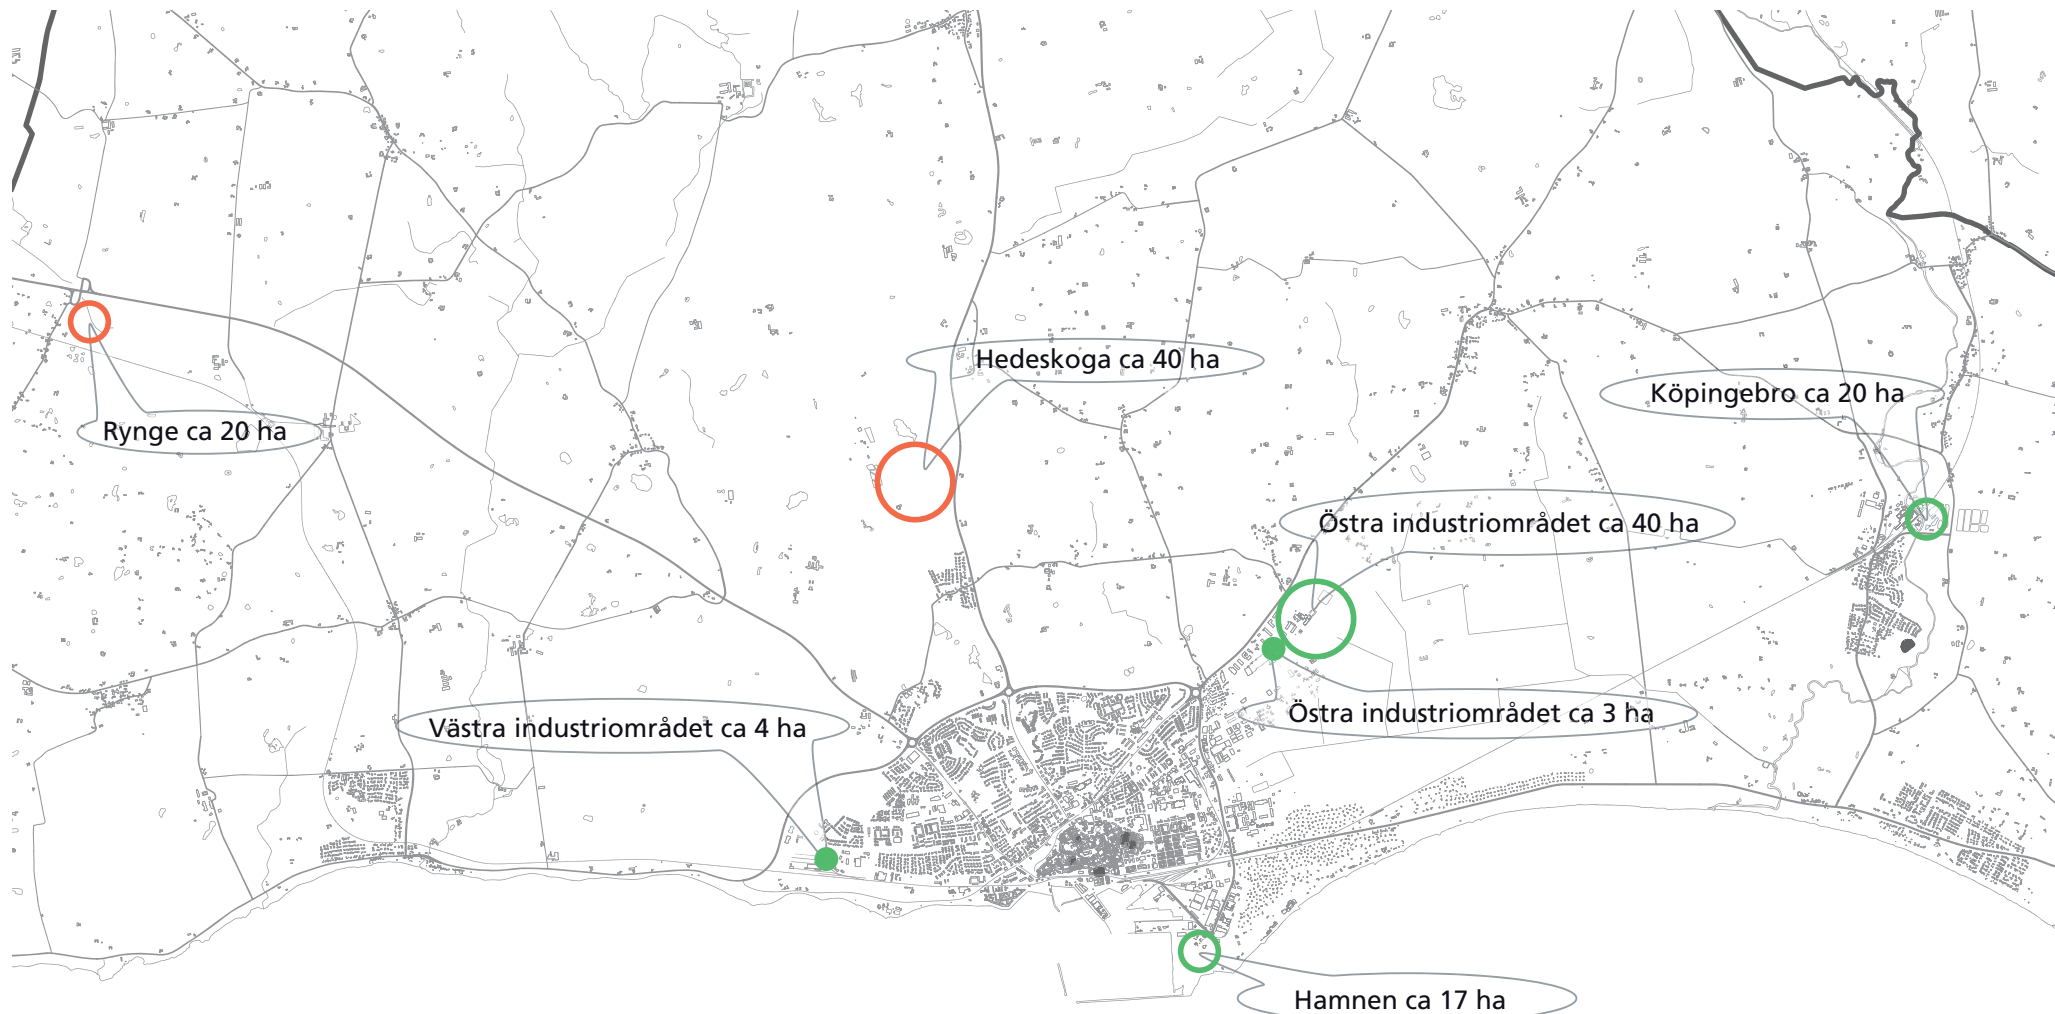 Hedeskoga ca 40 ha
Köpingebro ca 20 ha
Rynge ca 20 ha
Östra industriområdet ca 40 ha
Östra industriområdet ca 3 ha
Västra industriområdet ca 4 ha
Hamnen ca 17 ha